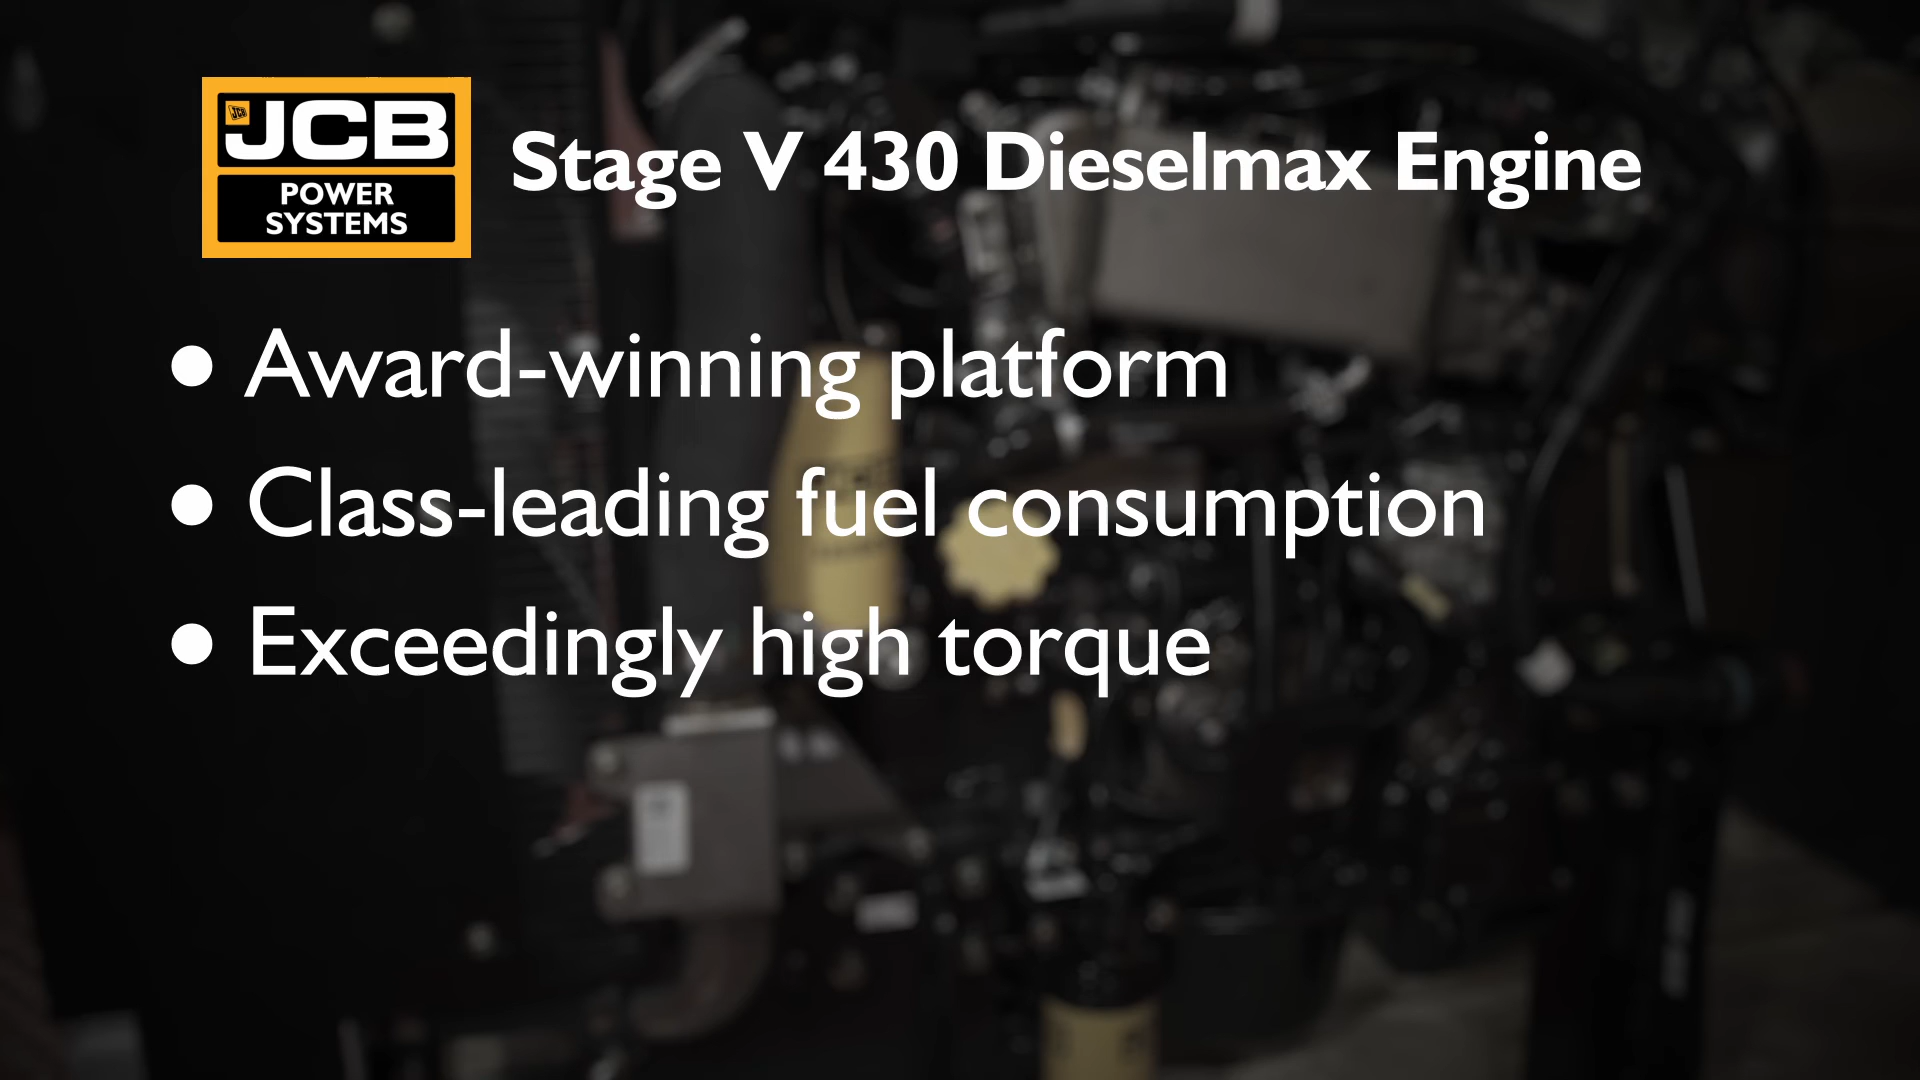 JCB
POWER
SYSTEMS
Stage V 430 Dieselmax Engine
• Award-winning platform
• Class-leading fuel consumption
• Exceedingly high torque